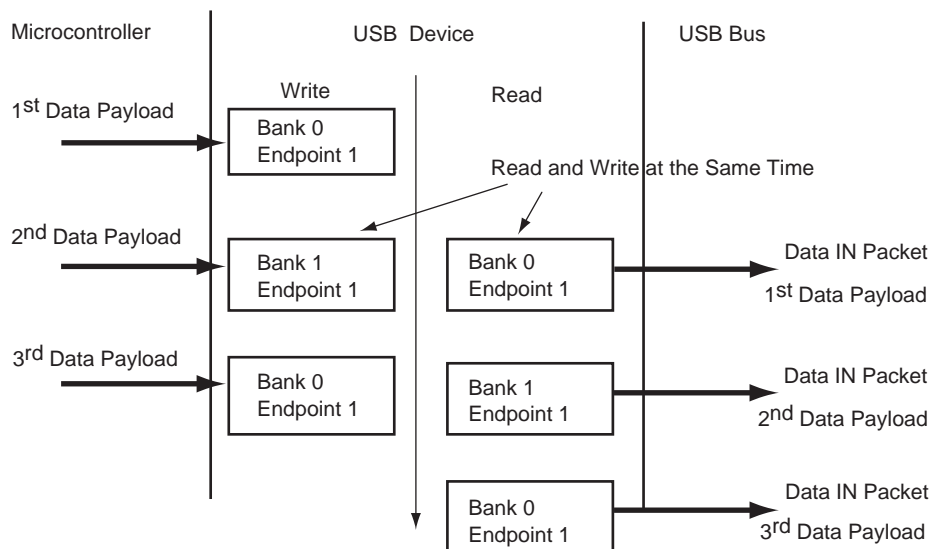 Microcontroller
USB Device
USB Bus
Write
Read
1st Data Payload
Bank 0
Endpoint 1
Read and Write at the Same Time
2nd Data Payload
Bank 1
Endpoint 1
Bank 0
Endpoint 1
Data IN Packet
1st Data Payload
3rd Data Payload
Bank 0
Endpoint 1
Bank 1
Endpoint 1
Data IN Packet
2nd Data Payload
Bank 0
Endpoint 1
Data IN Packet
3rd Data Payload